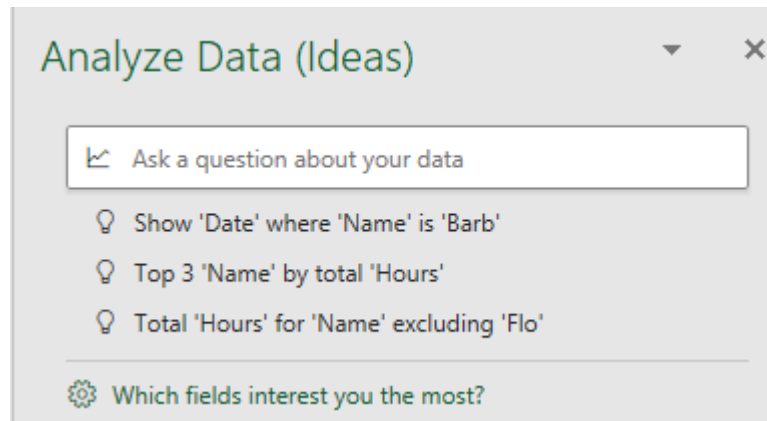 Analyze Data (Ideas)
Ask a question about your data
Show 'Date' where 'Name' is 'Barb'
Top 3 'Name' by total 'Hours'
Total 'Hours' for 'Name' excluding 'Flo'
Which fields interest you the most?